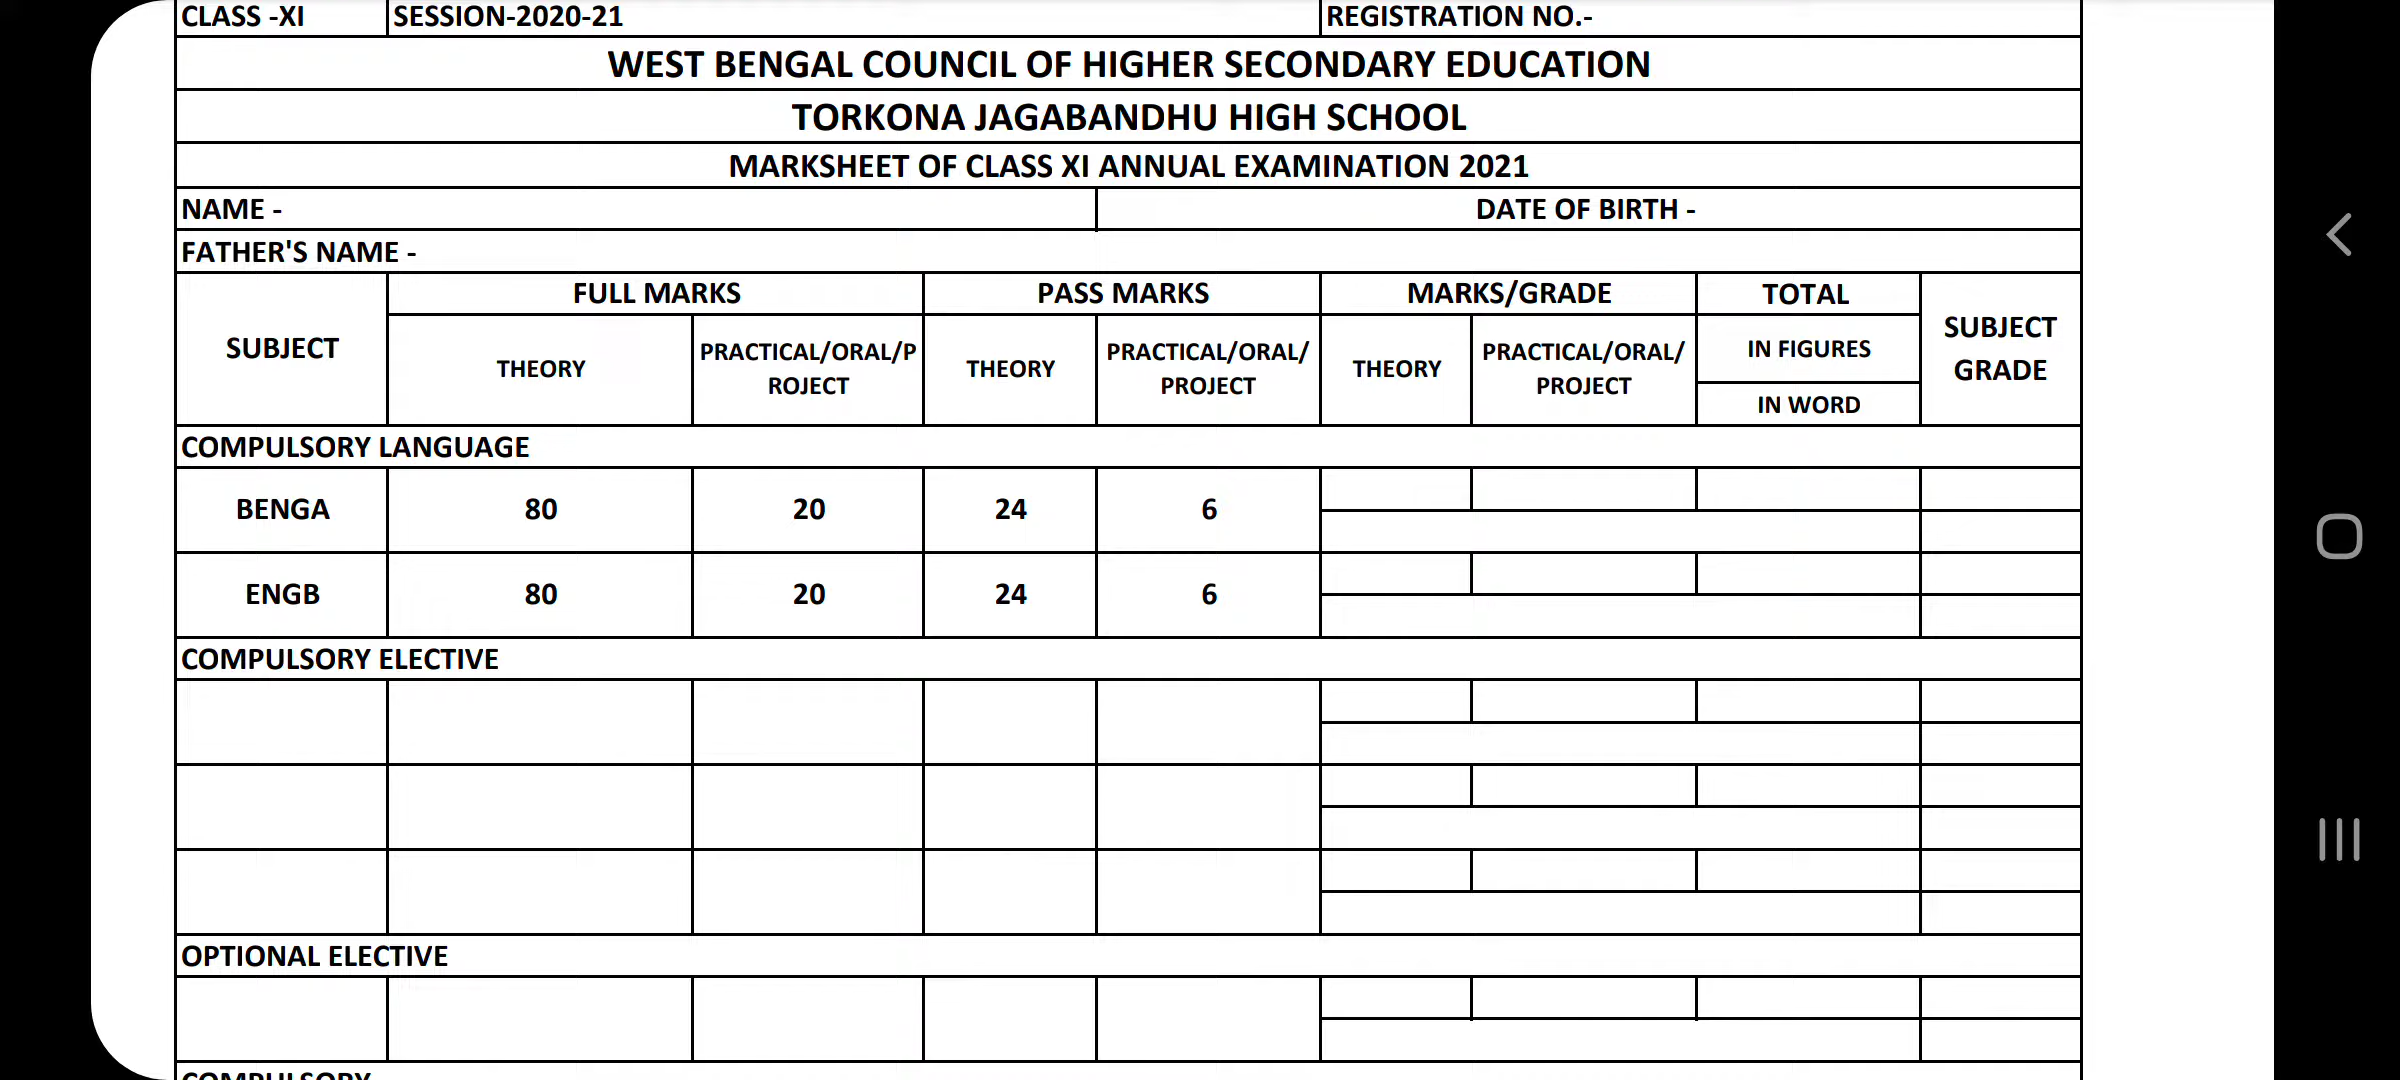 CLASS -XI SESSION-2020-21 REGISTRATION NO.-
WEST BENGAL COUNCIL OF HIGHER SECONDARY EDUCATION
TORKONA JAGABANDHU HIGH SCHOOL
MARKSHEET OF CLASS XI ANNUAL EXAMINATION 2021
NAME - DATE OF BIRTH -
FATHER'S NAME -
SUBJECT FULL MARKS PASS MARKS MARKS/GRADE TOTAL SUBJECT GRADE
THEORY PRACTICAL/ORAL/P ROJECT THEORY PRACTICAL/ORAL/ PROJECT THEORY PRACTICAL/ORAL/ PROJECT IN FIGURES
IN WORD
COMPULSORY LANGUAGE
BENGA 80 20 24 6
ENGB 80 20 24 6
COMPULSORY ELECTIVE
OPTIONAL ELECTIVE
COMPULSORY